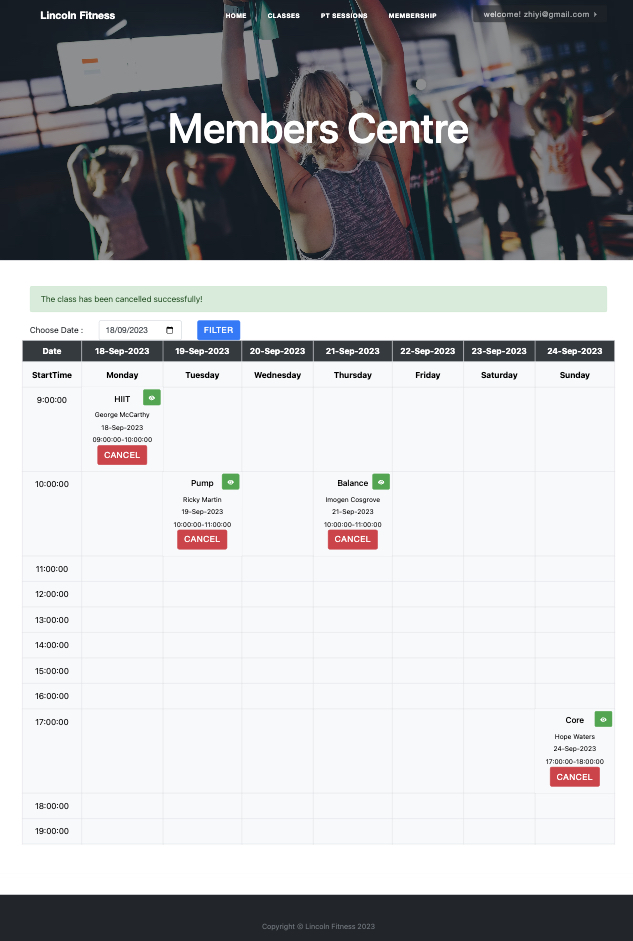 Lincoln Fitness
HOME CLASSES PT SESSIONS MEMBERSHIP
welcome! zhiyi@gmail.com
Members Centre
The class has been cancelled successfully!
Choose Date : 18/09/2023 FILTER
Date 18-Sep-2023 19-Sep-2023 20-Sep-2023 21-Sep-2023 22-Sep-2023 23-Sep-2023 24-Sep-2023
StartTime Monday Tuesday Wednesday Thursday Friday Saturday Sunday
9:00:00 HIIT
George McCarthy
18-Sep-2023
09:00:00-10:00:00
CANCEL
10:00:00 Pump Balance
Ricky Martin Imogen Cosgrove
19-Sep-2023 21-Sep-2023
10:00:00-11:00:00 10:00:00-11:00:00
CANCEL CANCEL
11:00:00
12:00:00
13:00:00
14:00:00
15:00:00
16:00:00
17:00:00 Core
Hope Waters
24-Sep-2023
17:00:00-18:00:00
CANCEL
18:00:00
19:00:00
Copyright © Lincoln Fitness 2023